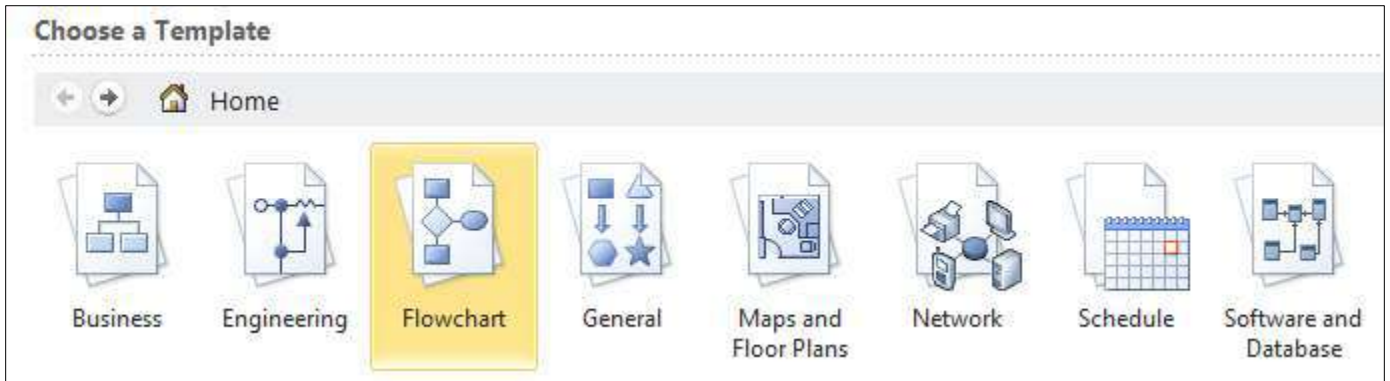 Choose a Template
Home
Business
Engineering
Flowchart
General
Maps and
Floor Plans
Network
Schedule
Software and
Database